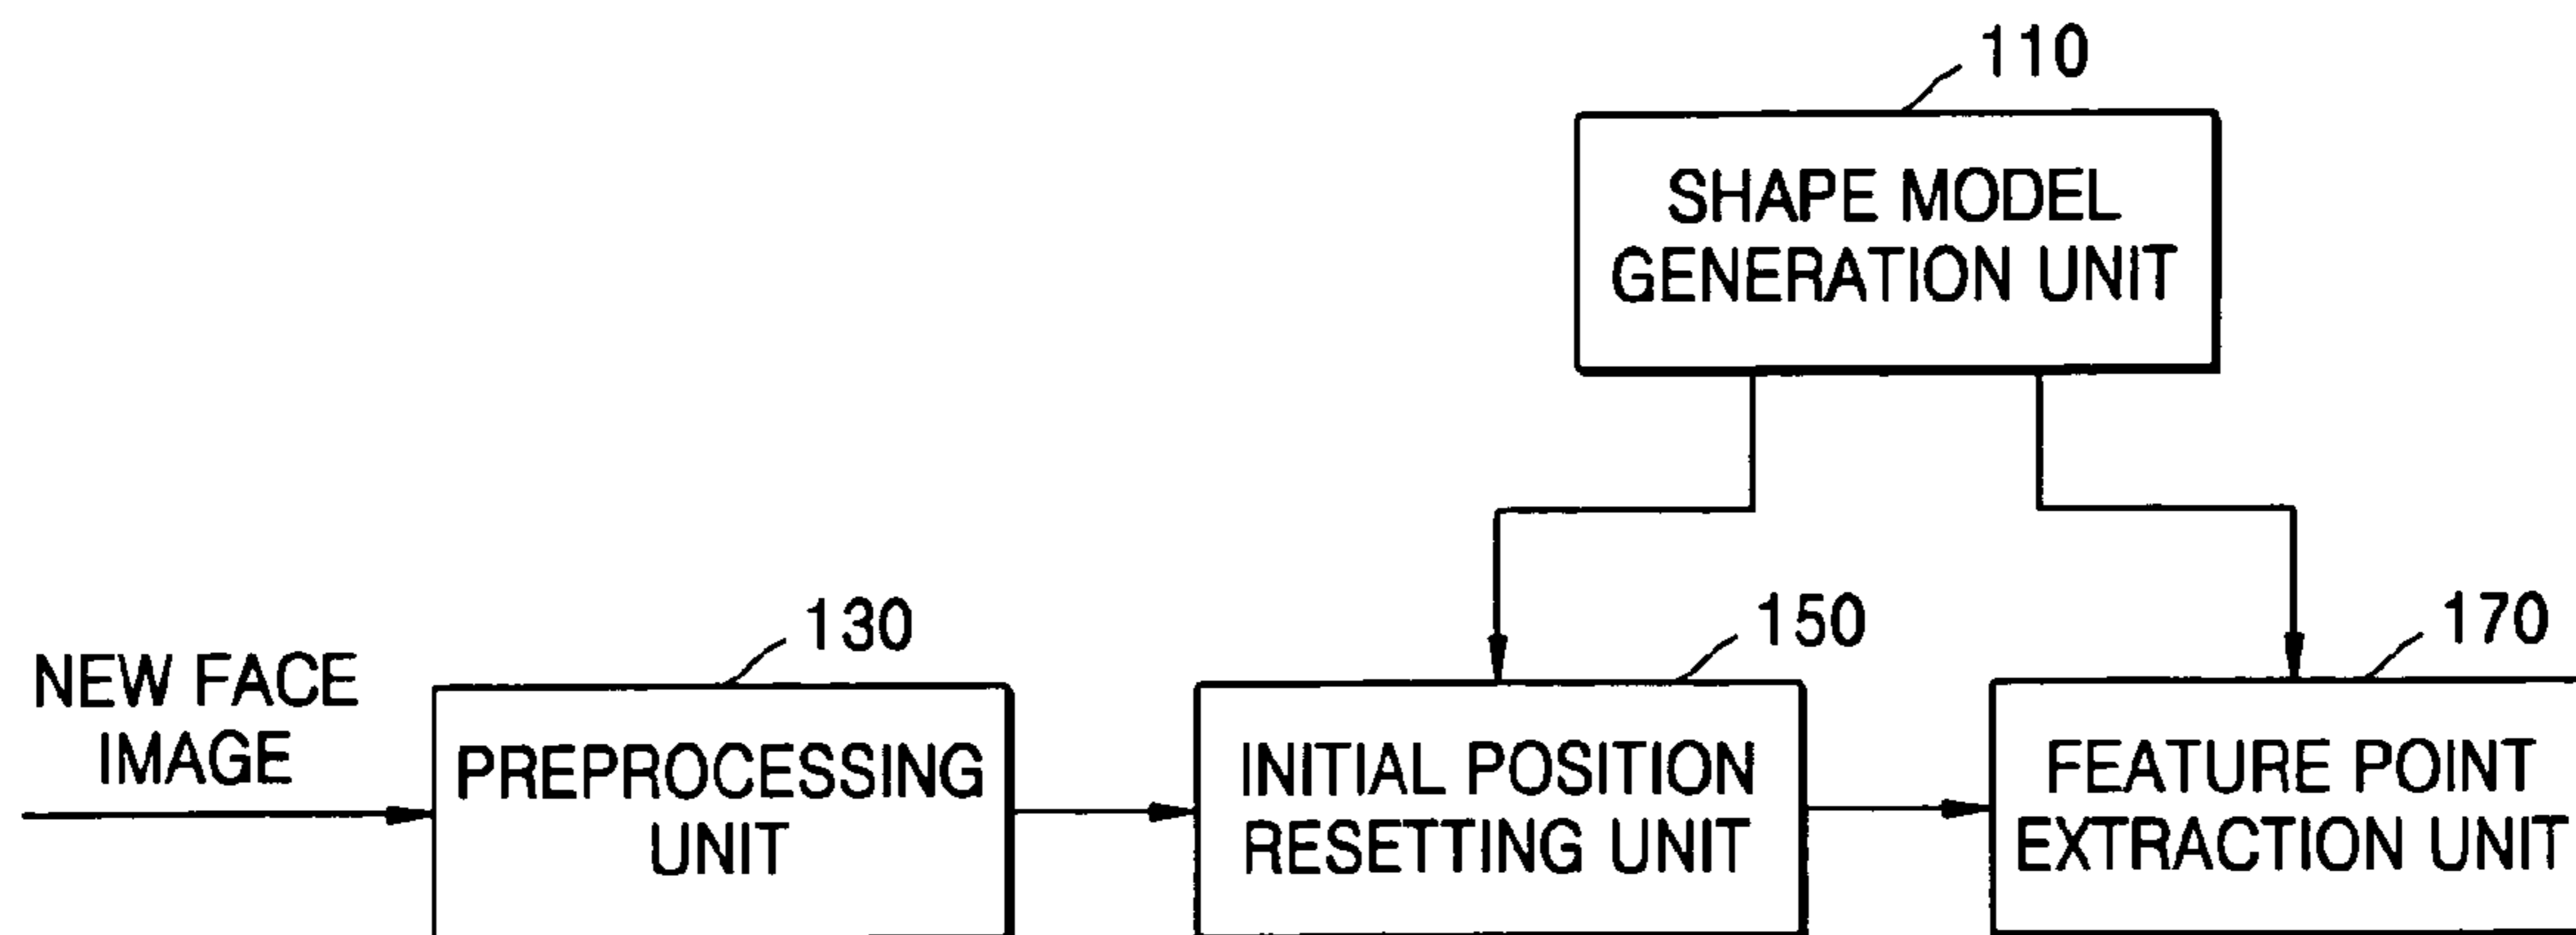 110
SHAPE MODEL
GENERATION UNIT
NEW FACE
IMAGE
130
PREPROCESSING
UNIT
150
INITIAL POSITION
RESETTING UNIT
170
FEATURE POINT
EXTRACTION UNIT